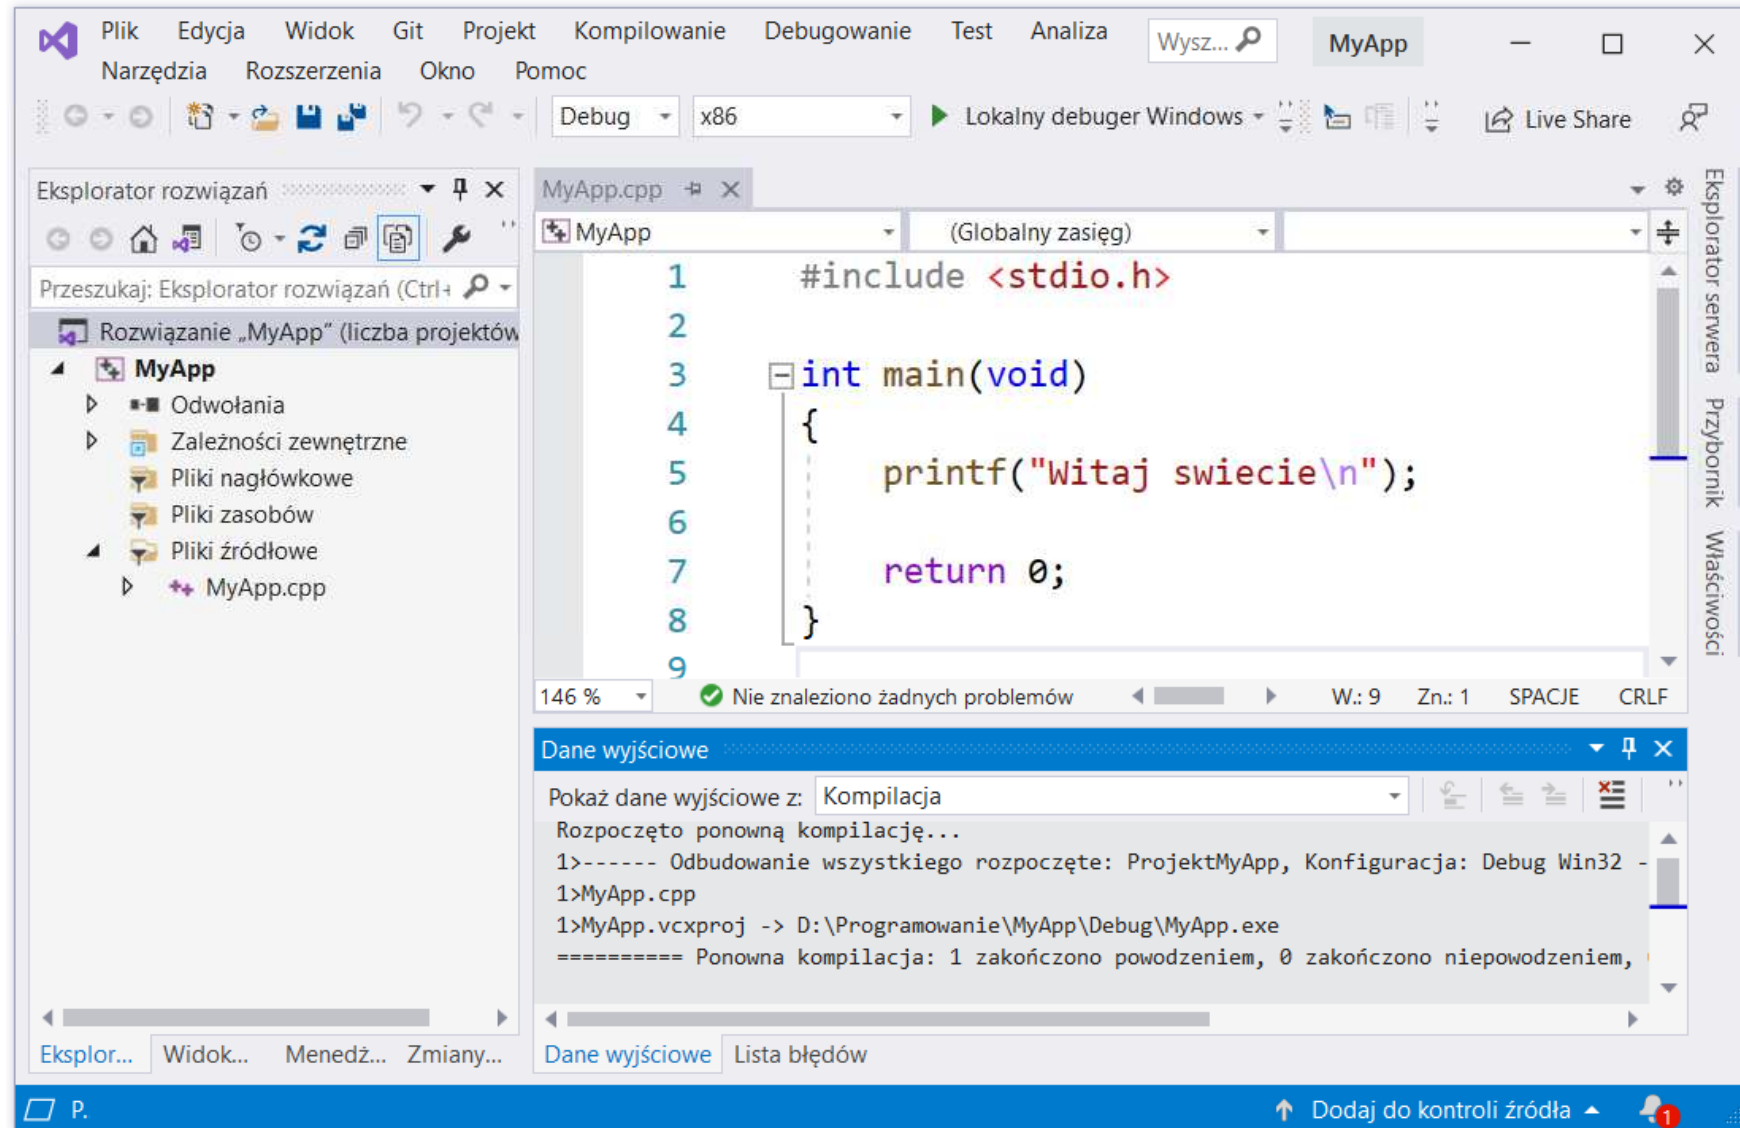 Plik Edycja Widok Git Projekt Kompilowanie Debugowanie Test Analiza Wysz... MyApp
Narzędzia Rozszerzenia Okno Pomoc
Debug x86 Lokalny debuger Windows Live Share
Eksplorator rozwiązań
Przeszukaj: Eksplorator rozwiązań (Ctrl+
Rozwiązanie „MyApp” (liczba projektów
MyApp
Odwołania
Zależności zewnętrzne
Pliki nagłówkowe
Pliki zasobów
Pliki źródłowe
MyApp.cpp
Eksplor... Widok... Menedż... Zmiany...
MyApp.cpp
MyApp (Globalny zasięg)
1 #include <stdio.h>
2
3 int main(void)
4 {
5 printf("Witaj swiecie\n");
6
7 return 0;
8 }
9
146 % Nie znaleziono żadnych problemów W.: 9 Zn.: 1 SPACJE CRLF
Dane wyjściowe
Pokaż dane wyjściowe z: Kompilacja
Rozpoczęto ponowną kompilację...
1>------ Odbudowanie wszystkiego rozpoczęte: ProjektMyApp, Konfiguracja: Debug Win32 -
1>MyApp.cpp
1>MyApp.vcxproj -> D:\Programowanie\MyApp\Debug\MyApp.exe
========== Ponowna kompilacja: 1 zakończono powodzeniem, 0 zakończono niepowodzeniem,
Dane wyjściowe Lista błędów
Eksplorator serwera
Przybornik
Właściwości
P. Dodaj do kontroli źródła 1